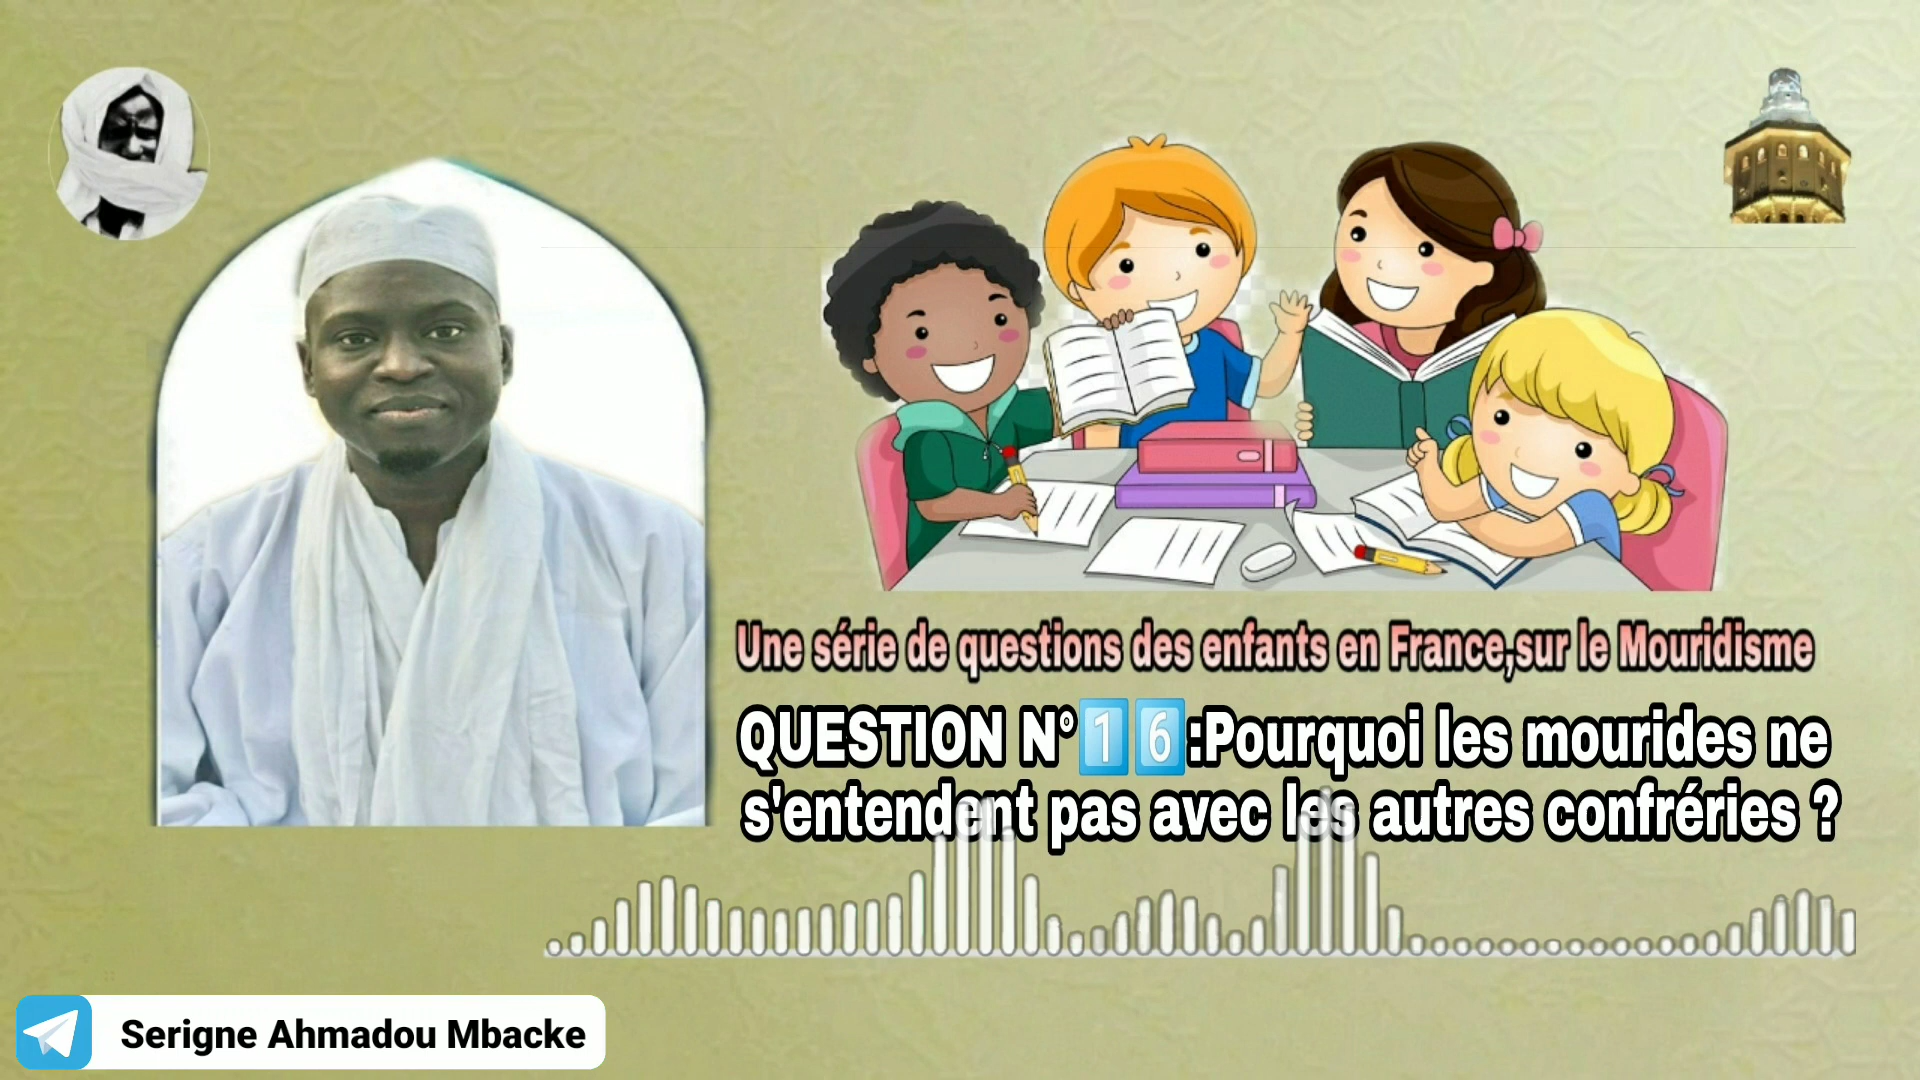 Une série de questions des enfants en France,sur le Mouridisme
QUESTION N°1️⃣6️⃣:Pourquoi les mourides ne
s'entendent pas avec les autres confréries ?
Serigne Ahmadou Mbacke